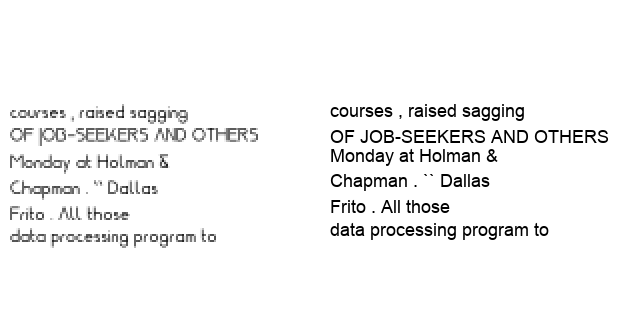 courses , raised sagging
OF JOB-SEEKERS AND OTHERS
Monday at Holman &
Chapman . `` Dallas
Frito . All those
data processing program to
courses , raised sagging
OF JOB-SEEKERS AND OTHERS
Monday at Holman &
Chapman . `` Dallas
Frito . All those
data processing program to